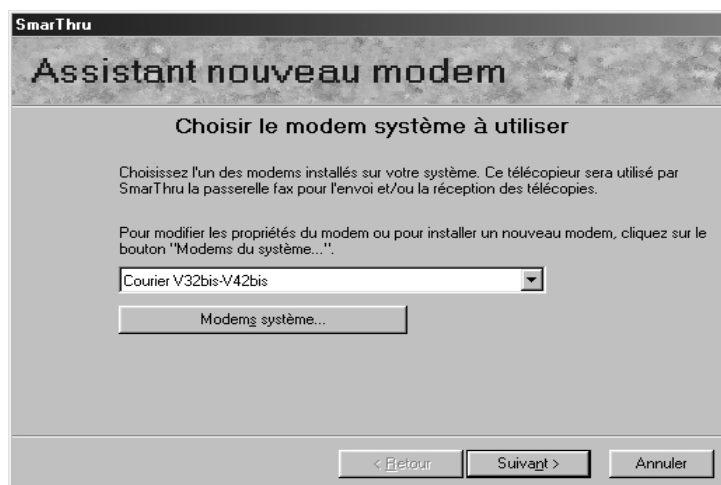 SmarThru
Assistant nouveau modem
Choisir le modem système à utiliser
Choisissez l'un des modems installés sur votre système. Ce télécopieur sera utilisé par
SmarThru la passerelle fax pour l'envoi et/ou la réception des télécopies.
Pour modifier les propriétés du modem ou pour installer un nouveau modem, cliquez sur le
bouton "Modems du système...".
Courier V32bis-V42bis
Modems système...
< Retour Suivant > Annuler